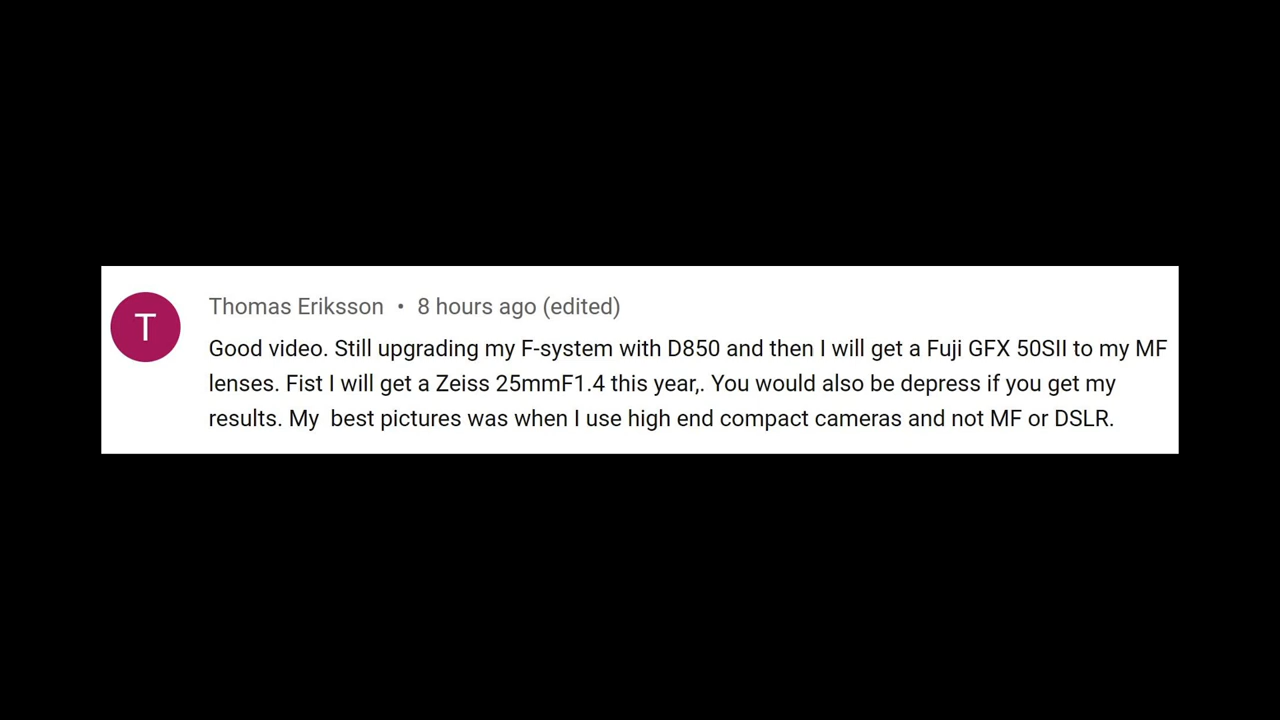 T
Thomas Eriksson • 8 hours ago (edited)
Good video. Still upgrading my F-system with D850 and then I will get a Fuji GFX 50SII to my MF
lenses. Fist I will get a Zeiss 25mmF1.4 this year,. You would also be depress if you get my
results. My  best pictures was when I use high end compact cameras and not MF or DSLR.